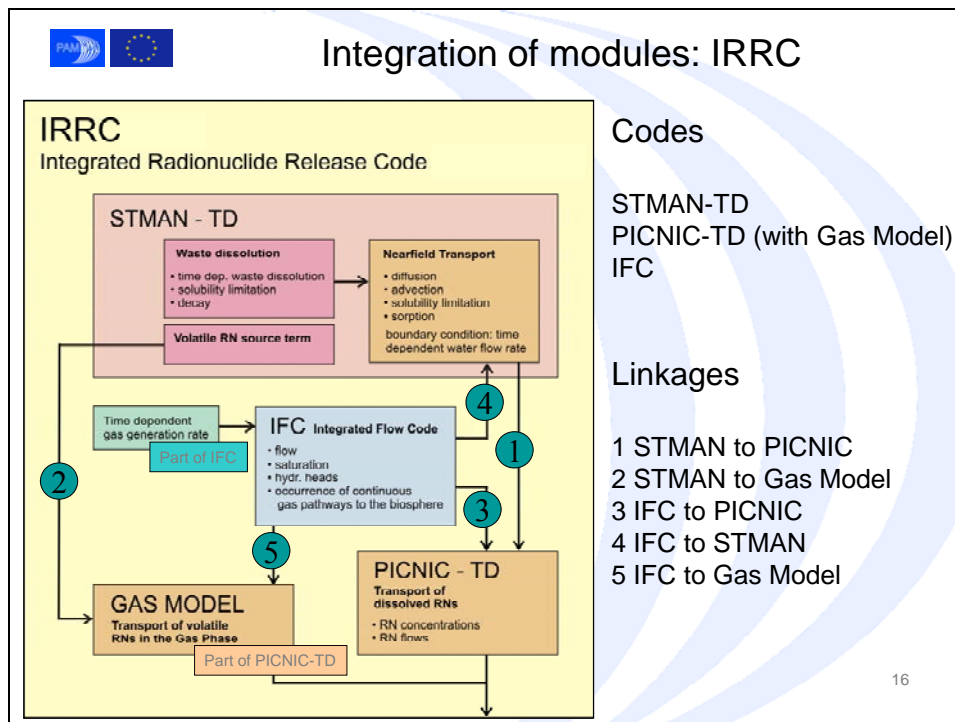 PAM
Integration of modules: IRRC
IRRC
Integrated Radionuclide Release Code
STMAN - TD
Waste dissolution
• time dep. waste dissolution
• solubility limitation
• decay
Volatile RN source term
Nearfield Transport
• diffusion
• advection
• solubility limitation
• sorption
boundary condition: time
dependent water flow rate
4
1
Time dependent
gas generation rate
Part of IFC
IFC Integrated Flow Code
• flow
• saturation
• hydr. heads
• occurrence of continuous
gas pathways to the biosphere
2
3
5
GAS MODEL
Transport of volatile
RNs in the Gas Phase
Part of PICNIC-TD
PICNIC - TD
Transport of
dissolved RNs
• RN concentrations
• RN flows
Codes
STMAN-TD
PICNIC-TD (with Gas Model)
IFC
Linkages
1 STMAN to PICNIC
2 STMAN to Gas Model
3 IFC to PICNIC
4 IFC to STMAN
5 IFC to Gas Model
16